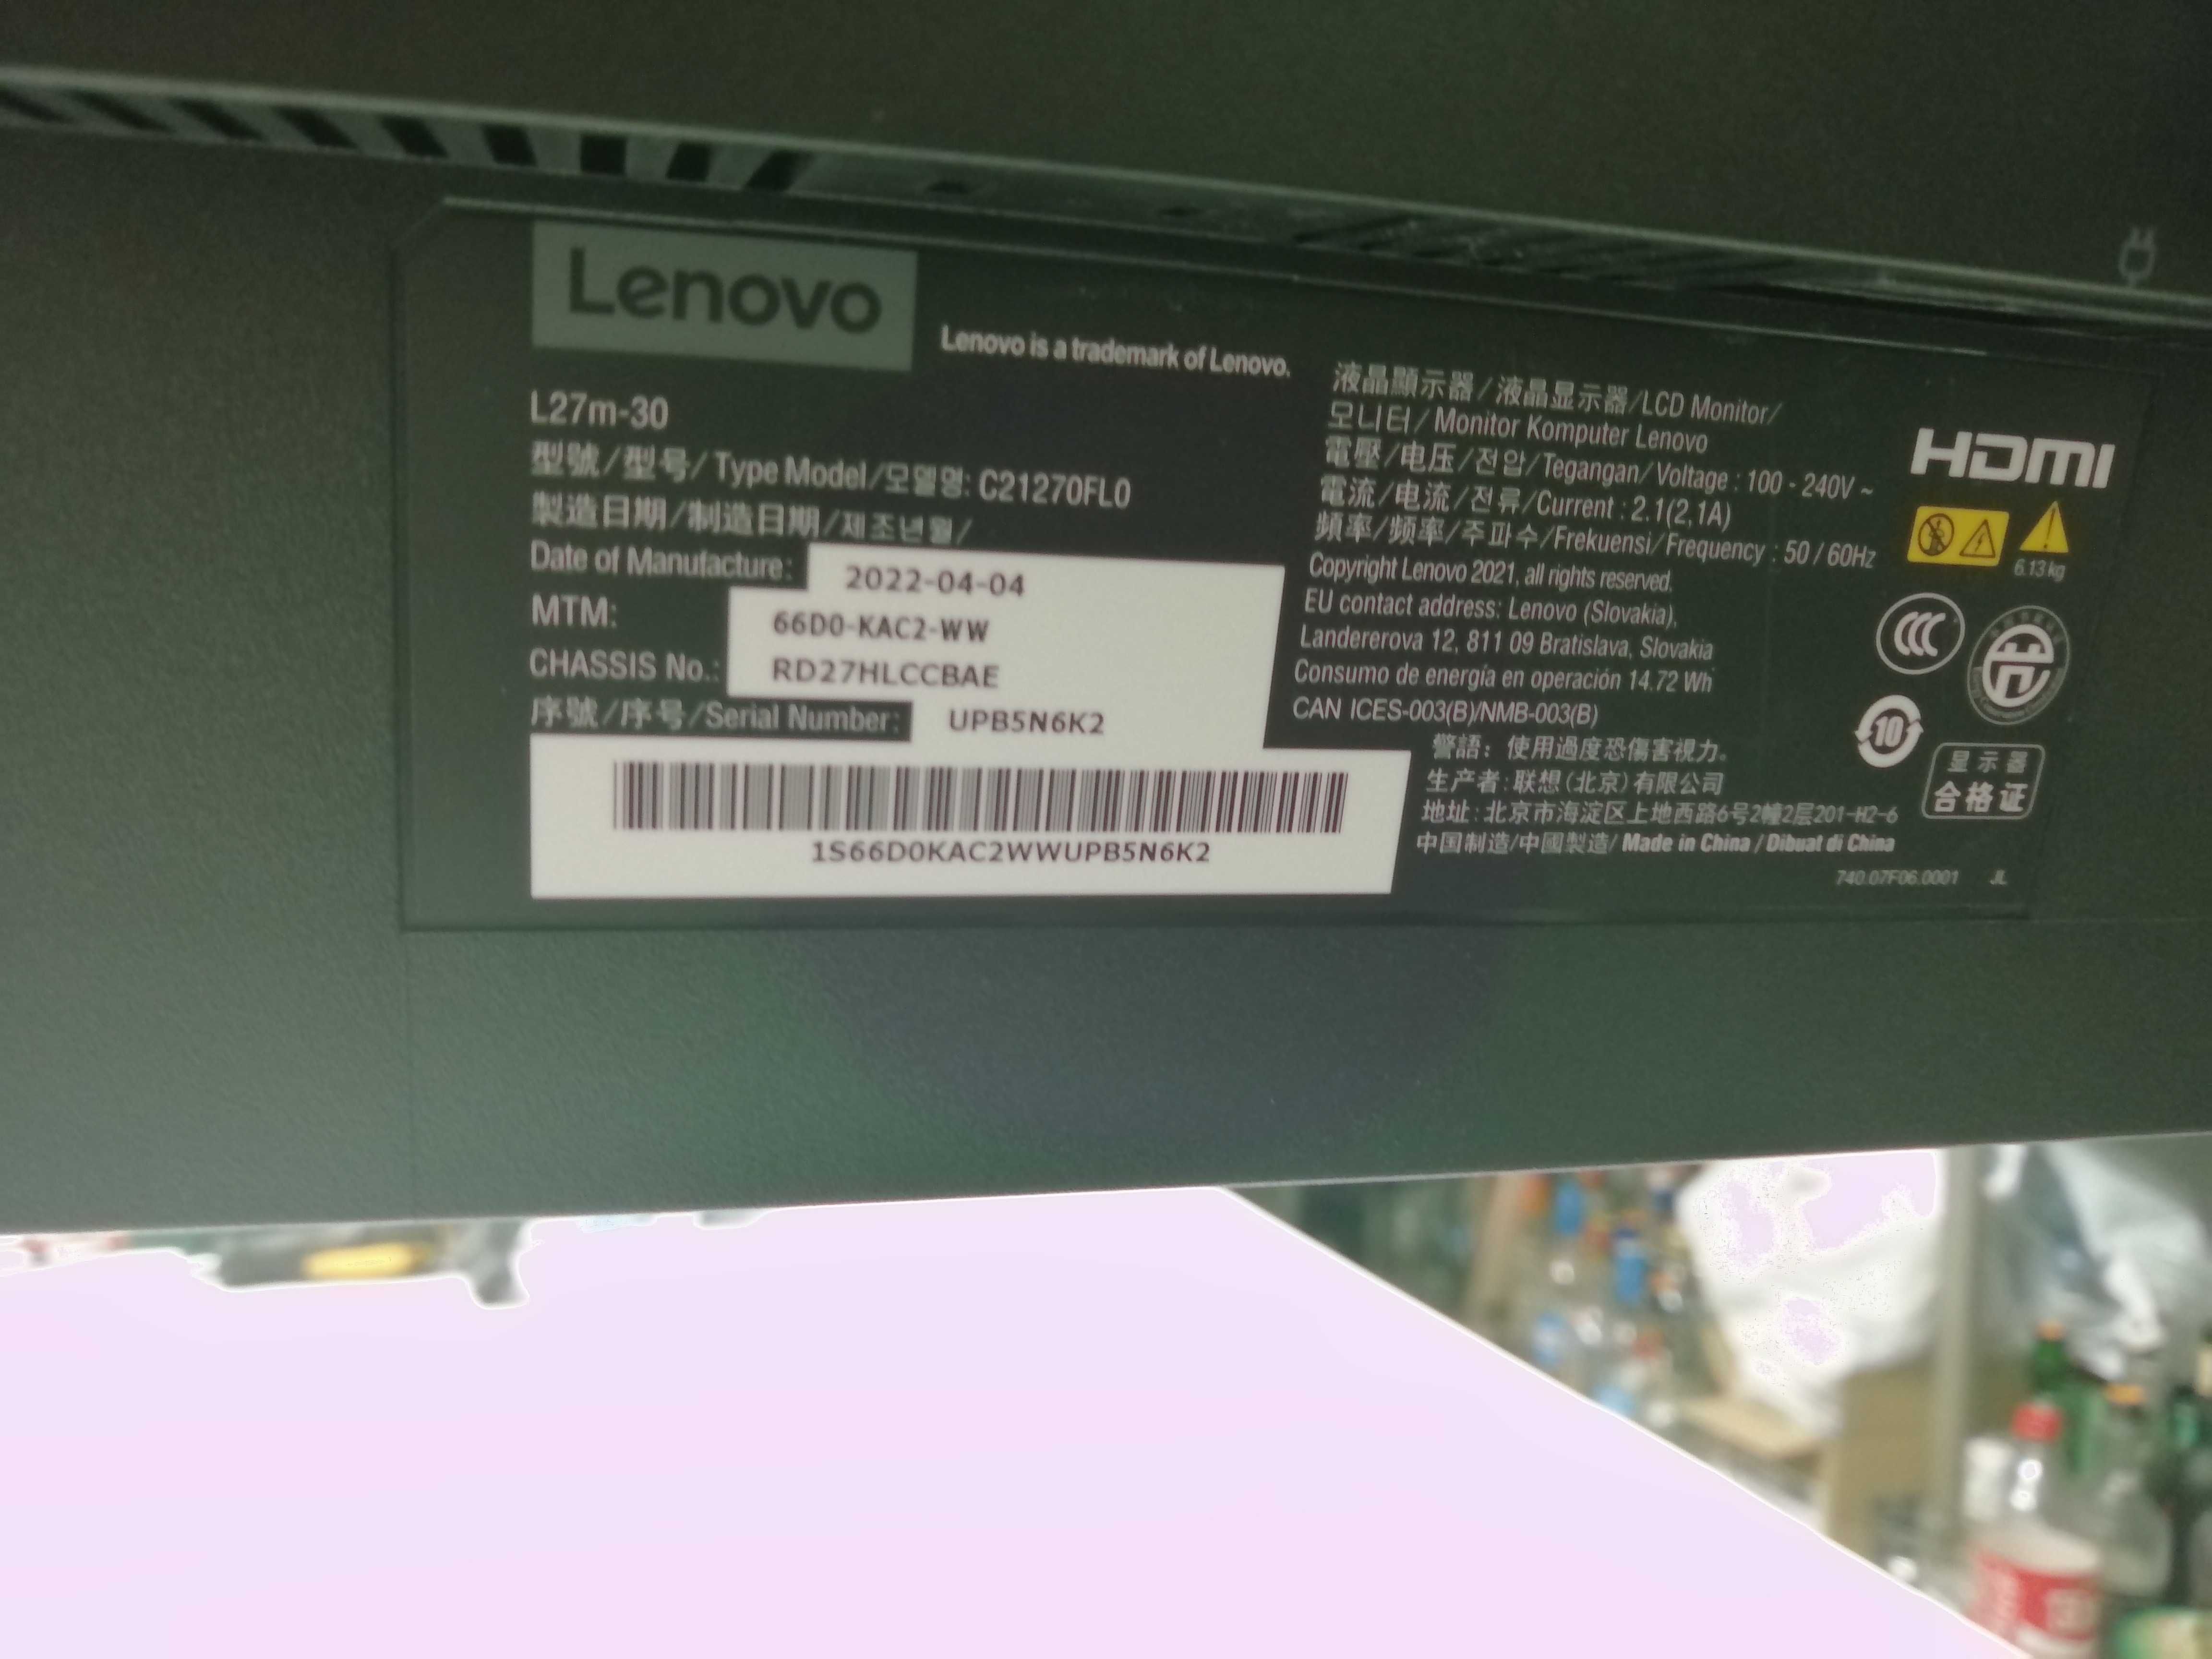 Lenovo
Lenovo is a trademark of Lenovo.
L27m-30
型號/型号/Type Model/모델명: C21270FL0
製造日期/制造日期/제조년월/
Date of Manufacture: 2022-04-04
MTM: 66D0-KAC2-WW
CHASSIS No.: RD27HLCCBAE
序號/序号/Serial Number: UPB5N6K2
1S66D0KAC2WWUPB5N6K2
液晶顯示器/液晶显示器/LCD Monitor/
모니터/Monitor Komputer Lenovo
電壓/电压/전압/Tegangan/Voltage : 100 - 240V ~
電流/电流/전류/Current : 2.1(2,1A)
頻率/频率/주파수/Frekuensi/Frequency : 50 / 60Hz
Copyright Lenovo 2021, all rights reserved.
EU contact address: Lenovo (Slovakia),
Landererova 12, 811 09 Bratislava, Slovakia
Consumo de energía en operación 14.72 Wh
CAN ICES-003(B)/NMB-003(B)
警語：使用過度恐傷害視力。
生产者:联想(北京)有限公司
地址:北京市海淀区上地西路6号2幢2层201-H2-6
中国制造/中國製造/ Made in China / Dibuat di China
740.07F06.0001 JL
HDMI
6.13kg
10
显示器
合格证